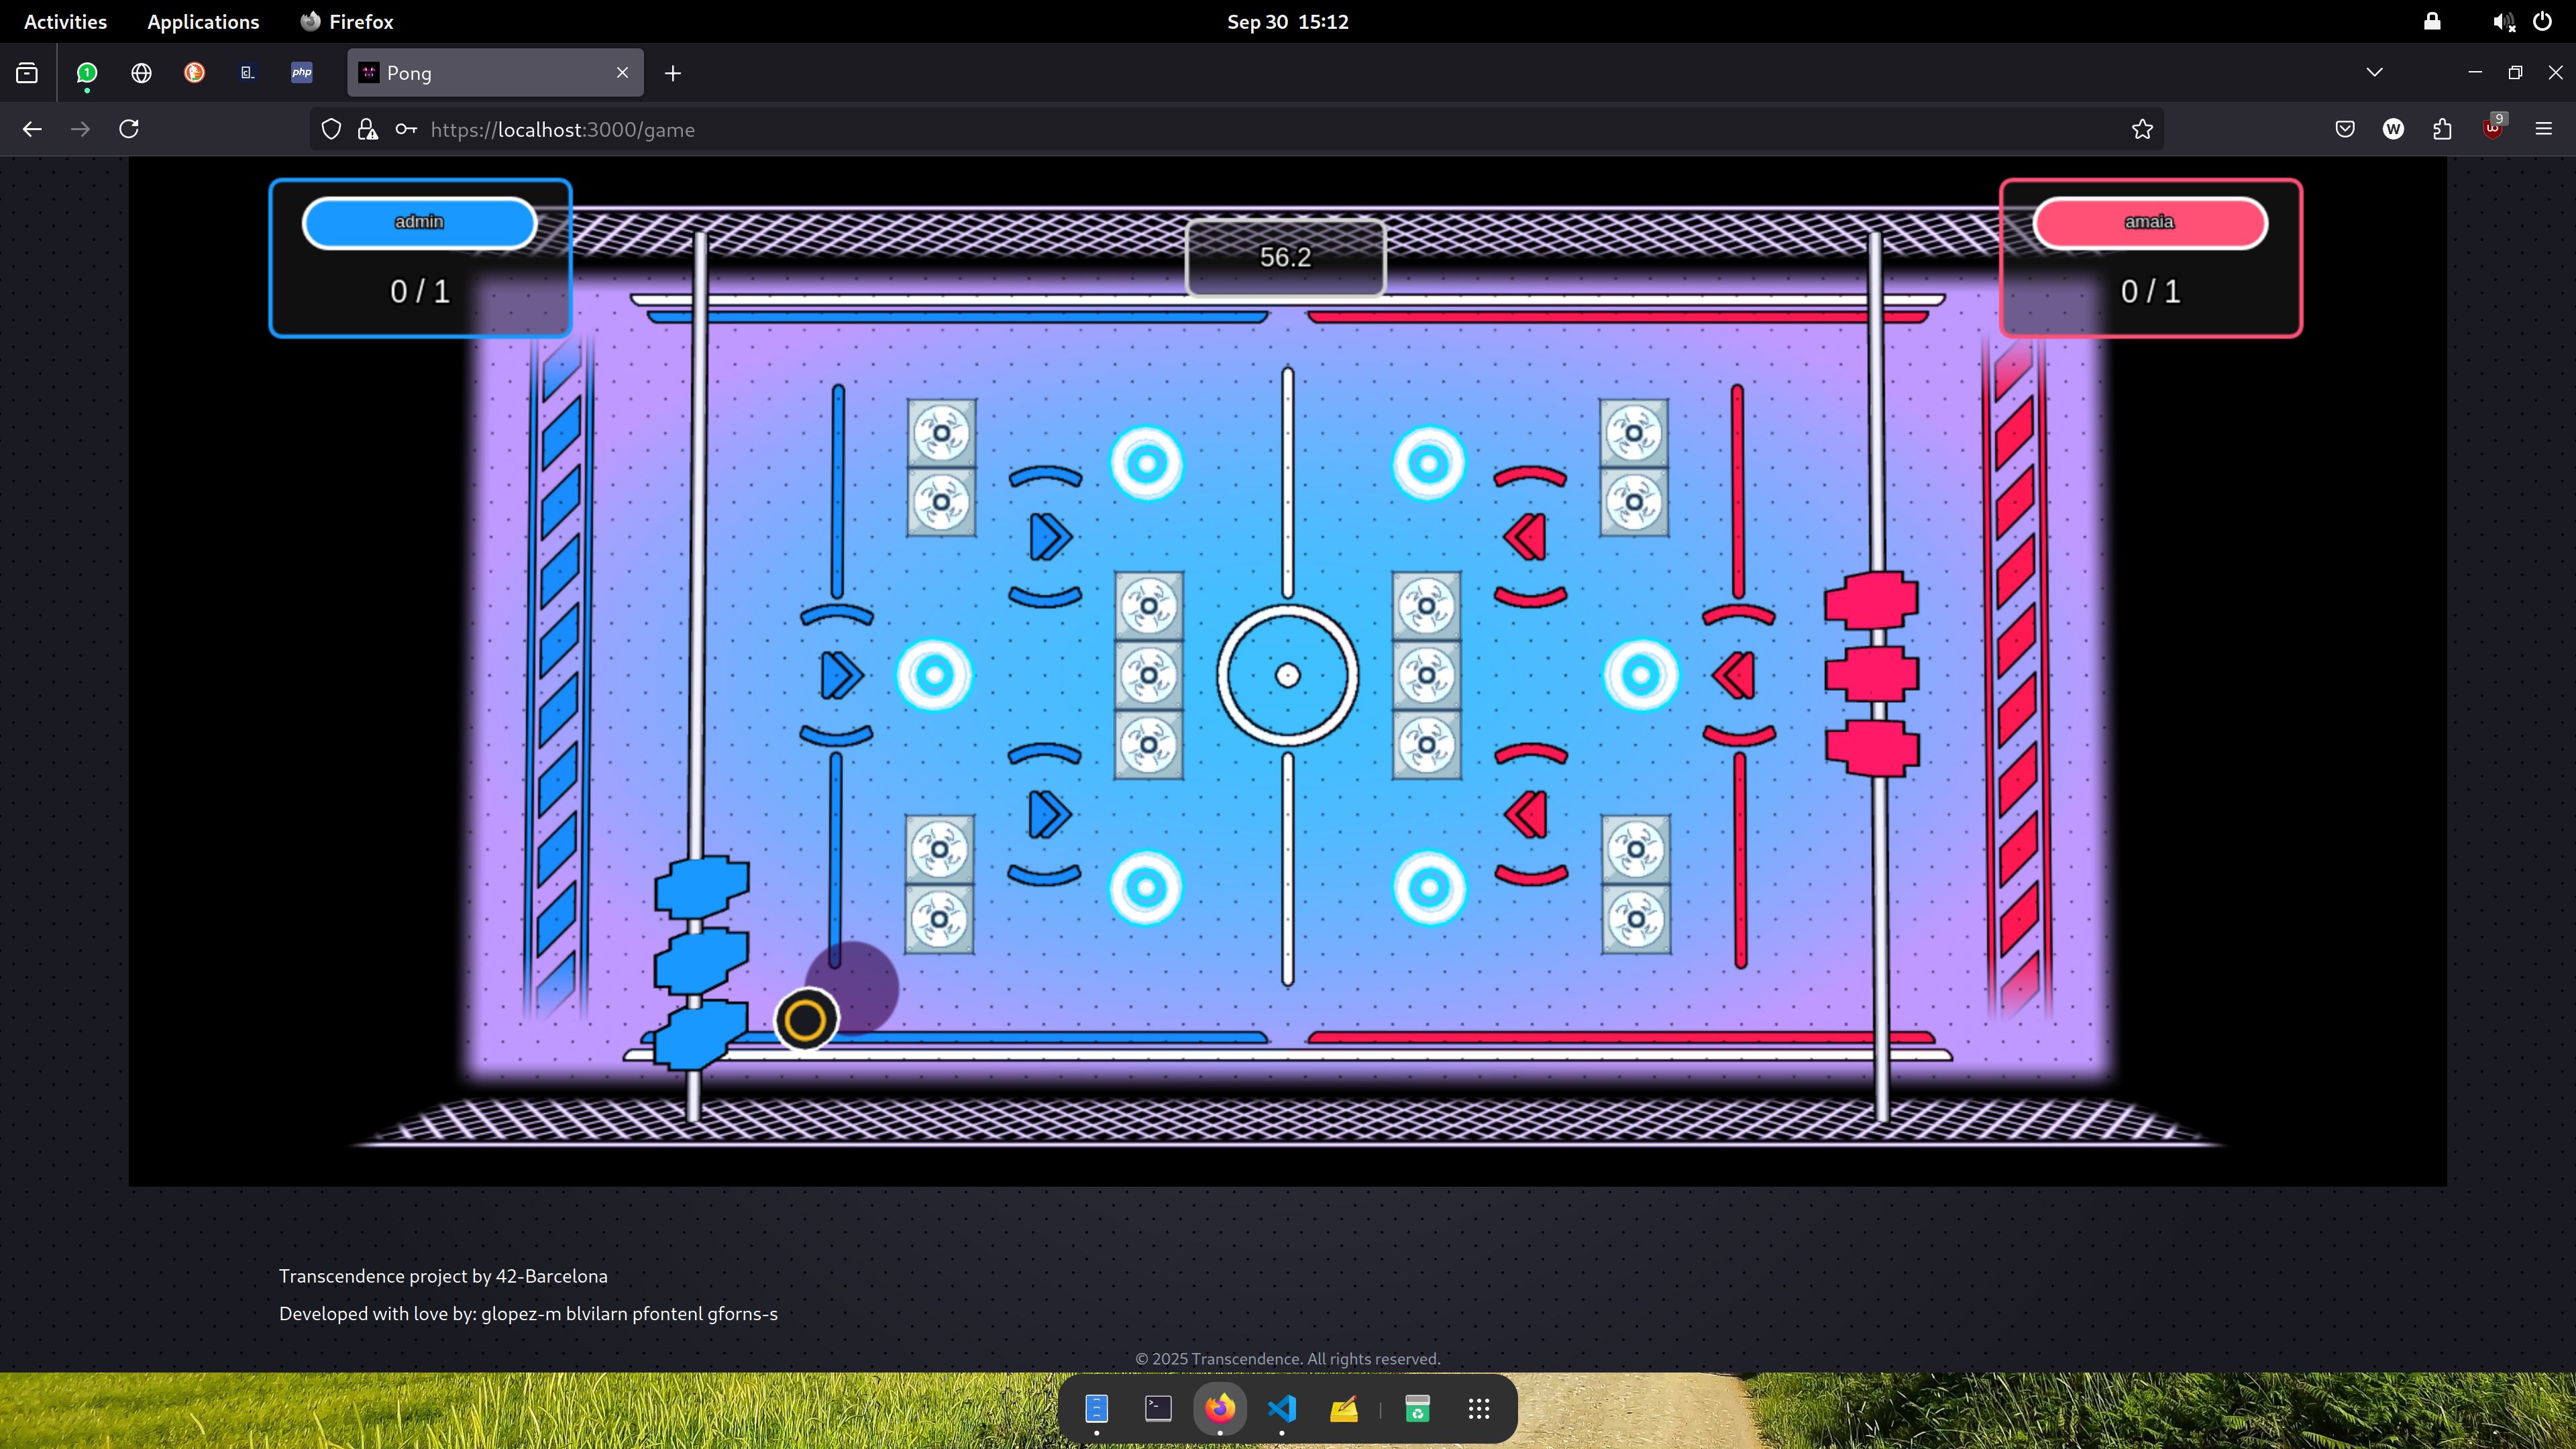 Activities Applications Firefox Sep 30 15:12
1 php Pong
https://localhost:3000/game W 9
admin amaia
56.2
0 / 1 0 / 1
Transcendence project by 42-Barcelona
Developed with love by: glopez-m blvilarn pfontenl gforns-s
© 2025 Transcendence. All rights reserved.